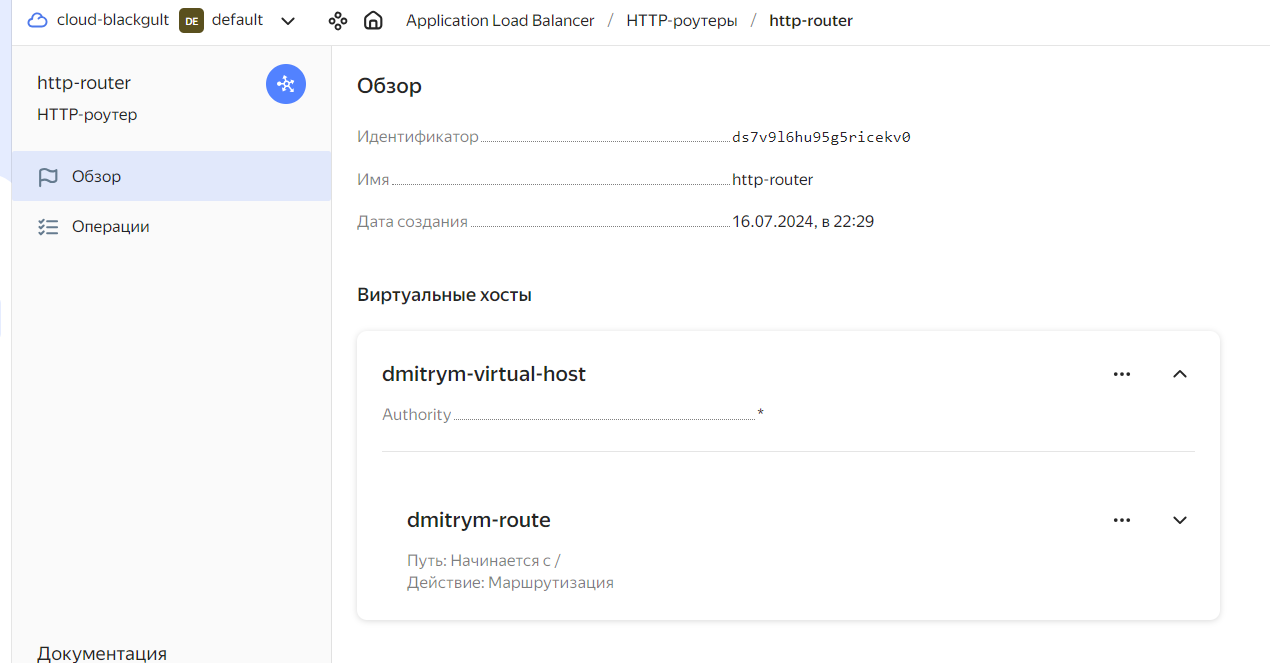 cloud-blackgult DE default Application Load Balancer / HTTP-роутеры / http-router
http-router
HTTP-роутер
Обзор
Операции
Документация
Обзор
Идентификатор ds7v9l6hu95g5ricekv0
Имя http-router
Дата создания 16.07.2024, в 22:29
Виртуальные хосты
dmitrym-virtual-host
Authority *
dmitrym-route
Путь: Начинается с /
Действие: Маршрутизация